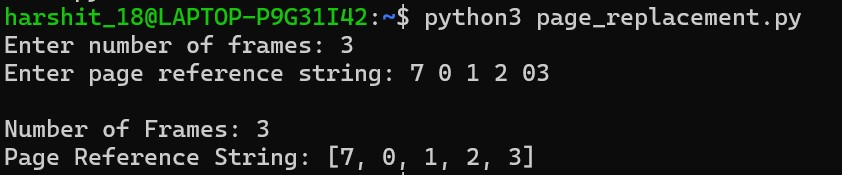 harshit_18@LAPTOP-P9G31I42:~$ python3 page_replacement.py
Enter number of frames: 3
Enter page reference string: 7 0 1 2 03
Number of Frames: 3
Page Reference String: [7, 0, 1, 2, 3]